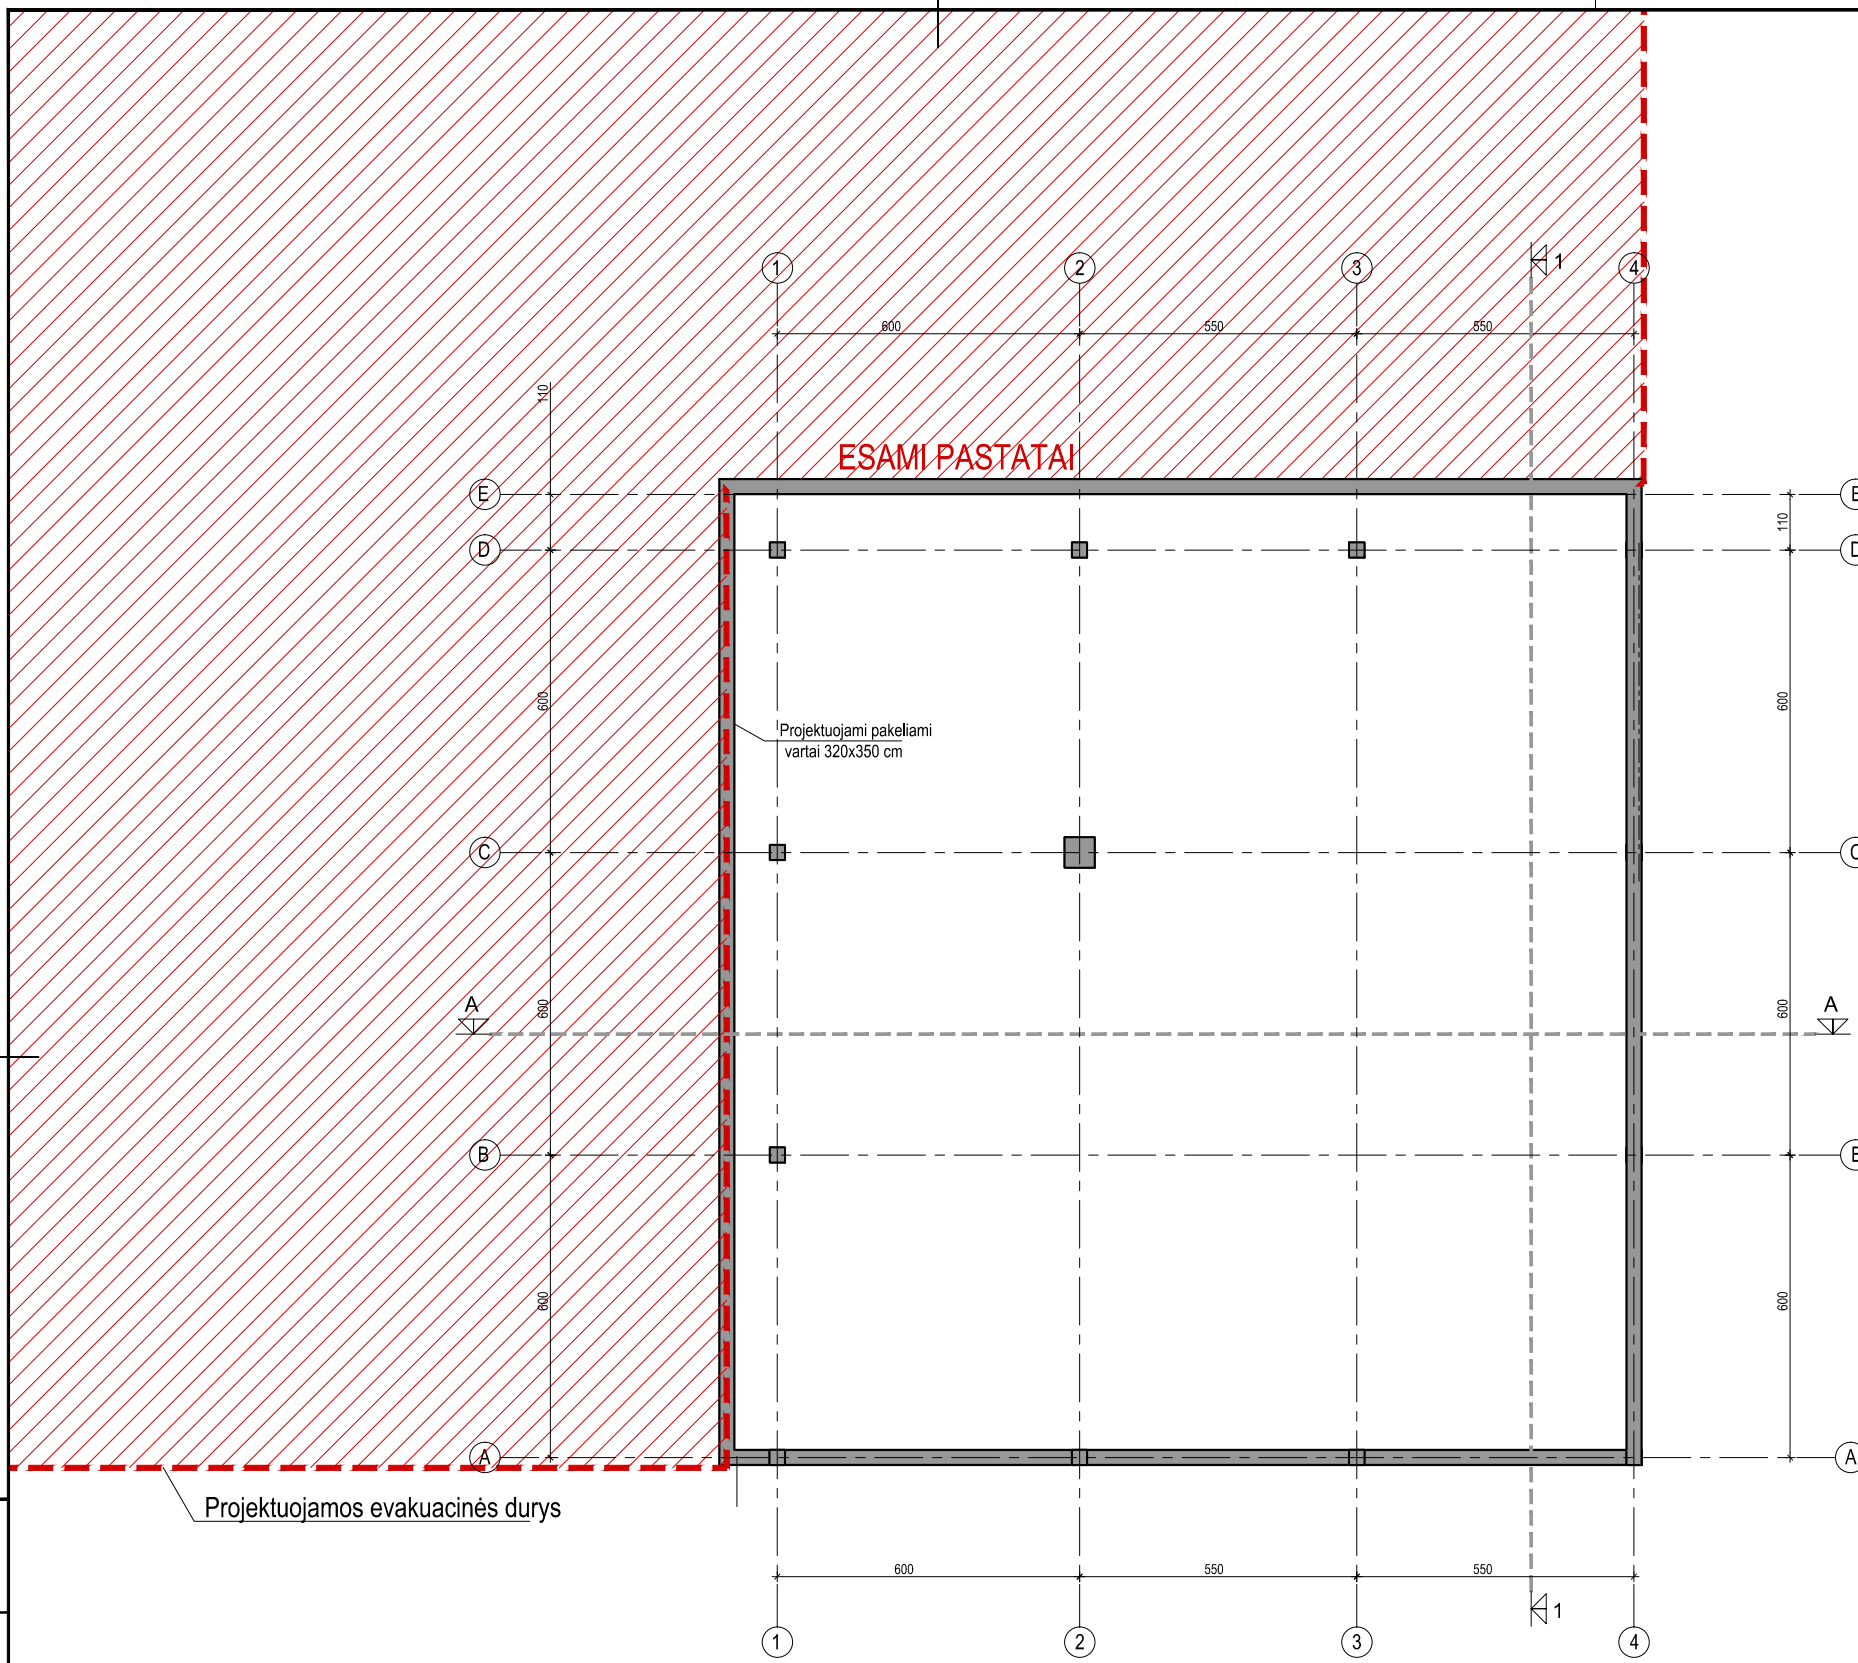 1 2 3 1 4
600 550 550
110
ESAMI PASTATAI
E
110
D D
600 600
Projektuojami pakeliami
vartai 320x350 cm
C
A A
600 600
B
600 600
A A
Projektuojamos evakuacinės durys
600 550 550
1
1 2 3 4